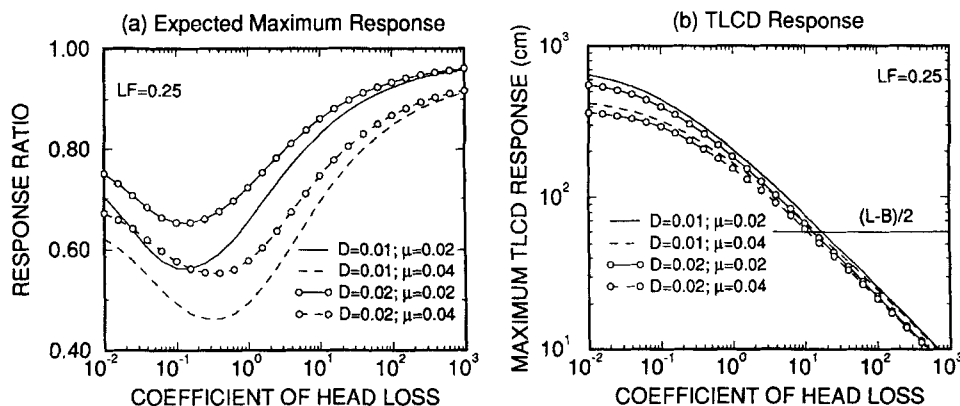 (a) Expected Maximum Response
RESPONSE RATIO
1.00
0.80
0.60
0.40
LF=0.25
D=0.01; μ=0.02
D=0.01; μ=0.04
D=0.02; μ=0.02
D=0.02; μ=0.04
10⁻² 10⁻¹ 10⁰ 10¹ 10² 10³
COEFFICIENT OF HEAD LOSS
(b) TLCD Response
MAXIMUM TLCD RESPONSE (cm)
10³
10²
10¹
LF=0.25
(L-B)/2
D=0.01; μ=0.02
D=0.01; μ=0.04
D=0.02; μ=0.02
D=0.02; μ=0.04
10⁻² 10⁻¹ 10⁰ 10¹ 10² 10³
COEFFICIENT OF HEAD LOSS